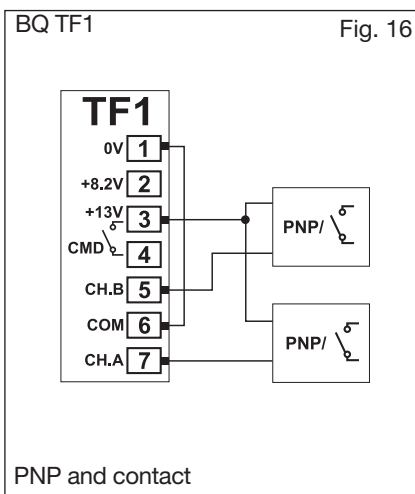 BQ TF1
Fig. 16
TF1
0V 1
+8.2V 2
+13V 3
CMD 4
CH.B 5
COM 6
CH.A 7
PNP/
PNP/
PNP and contact